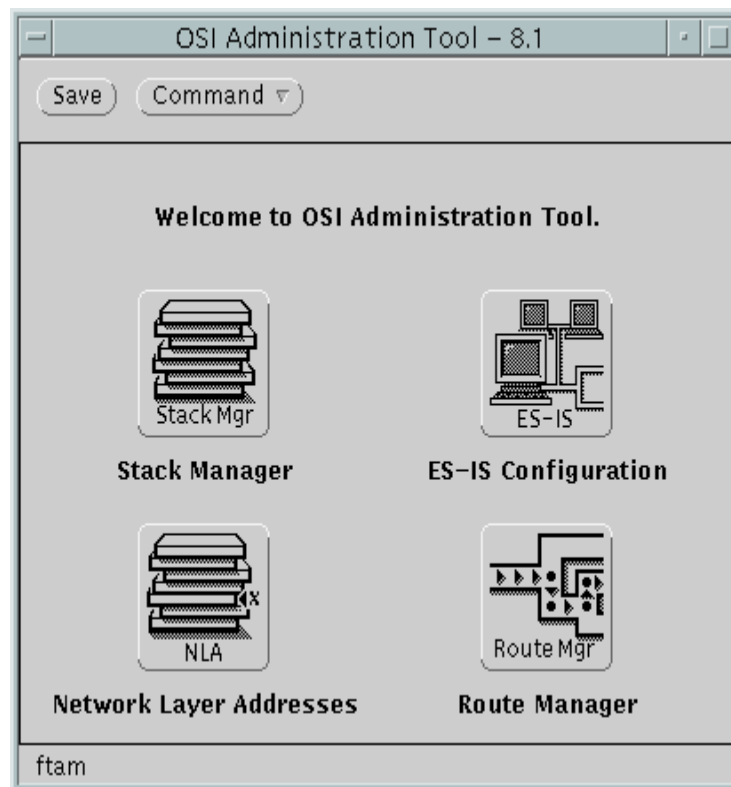 OSI Administration Tool – 8.1
Save Command
Welcome to OSI Administration Tool.
Stack Mgr
ES–IS
Stack Manager
ES–IS Configuration
X
NLA
Route Mgr
Network Layer Addresses
Route Manager
ftam